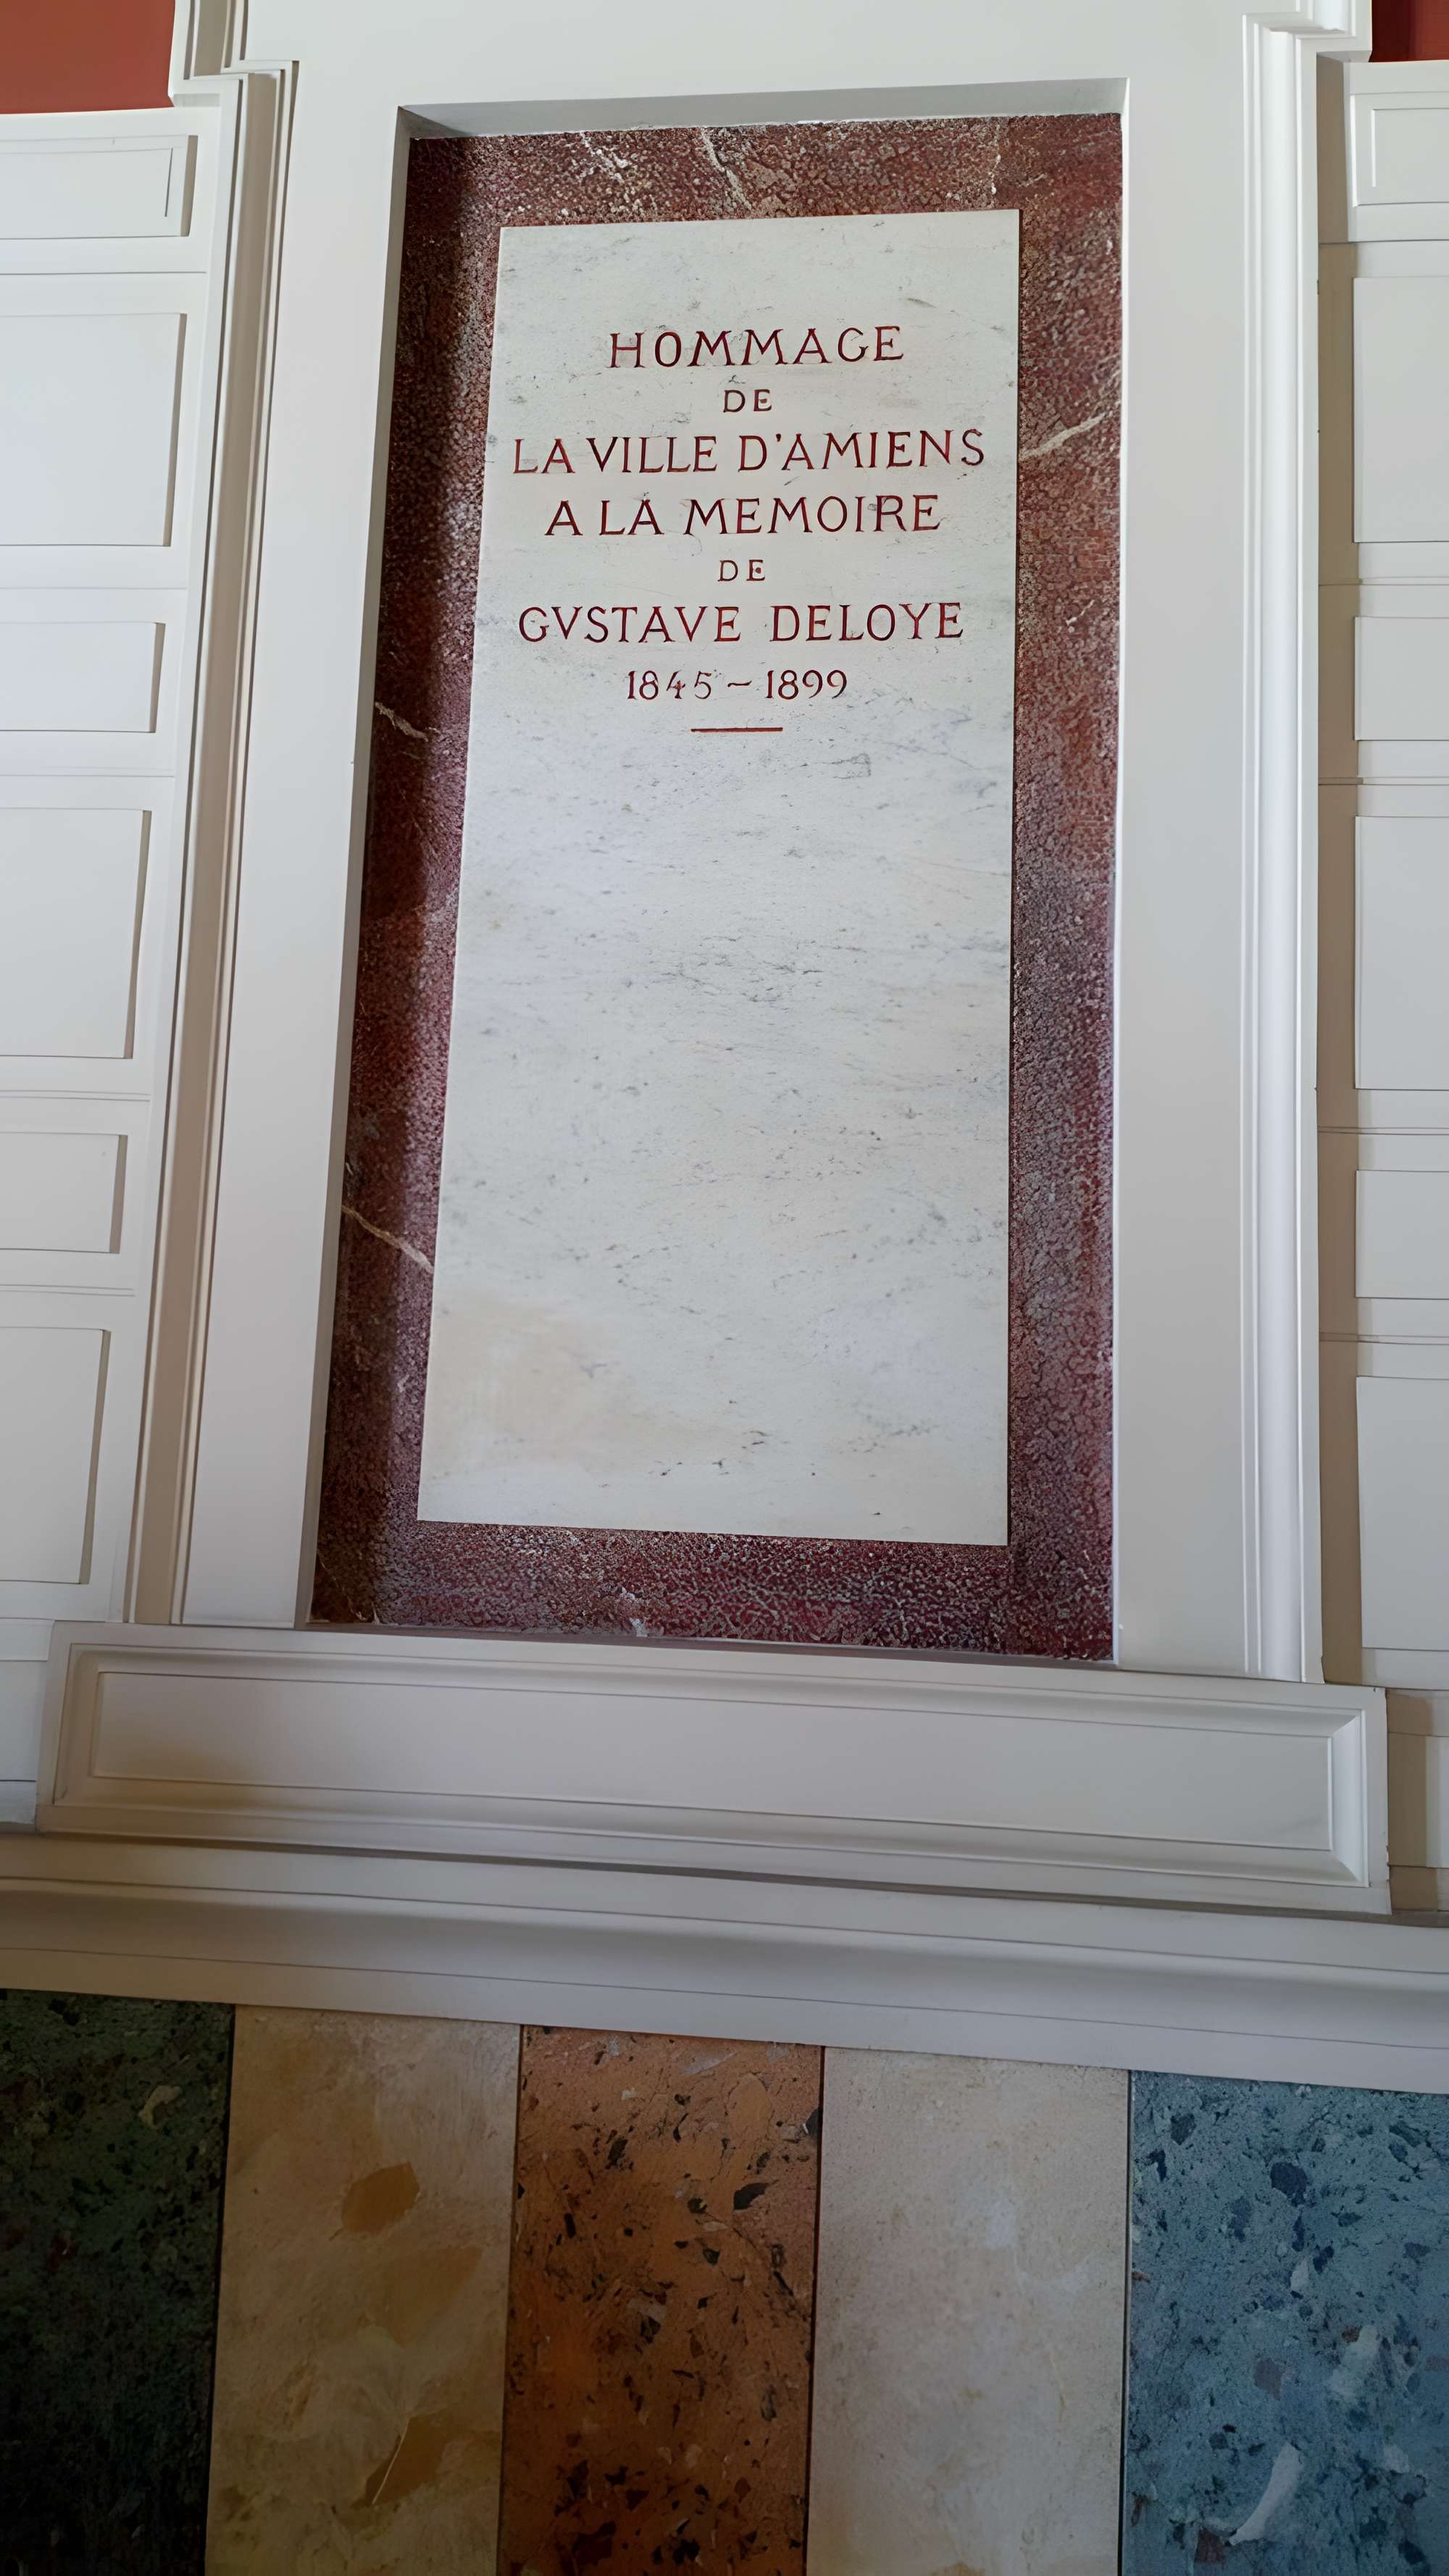 HOMMAGE
DE
LA VILLE D'AMIENS
A LA MEMOIRE
DE
GVSTAVE DELOYE
1845 – 1899